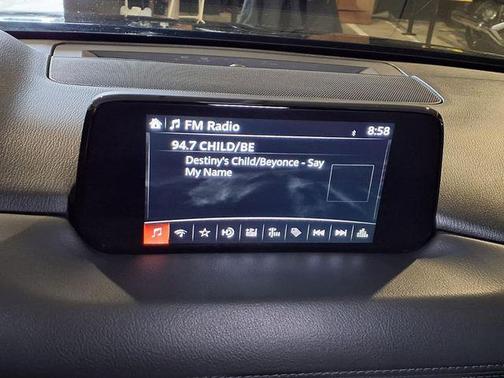 FM Radio
8:58
94.7 CHILD/BE
Destiny's Child/Beyonce - Say
My Name